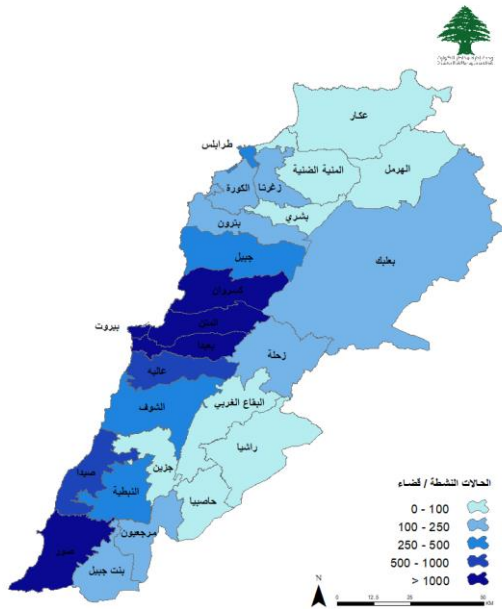 عكار
طرابلس
المنية الضنية
الهرمل
زغرتا
الكورة
بشري
بترون
بعلبك
جبيل
كسروان
المتن
بيروت
بعبدا
زحلة
عاليه
البقاع الغربي
الشوف
راشيا
جزين
صيدا
حاصبيا
النبطية
مرجعيون
صور
بنت جبيل
الحالات النشطة / قضاء
0 - 100
100 - 250
250 - 500
500 - 1000
> 1000
N
0
12.5
25
50